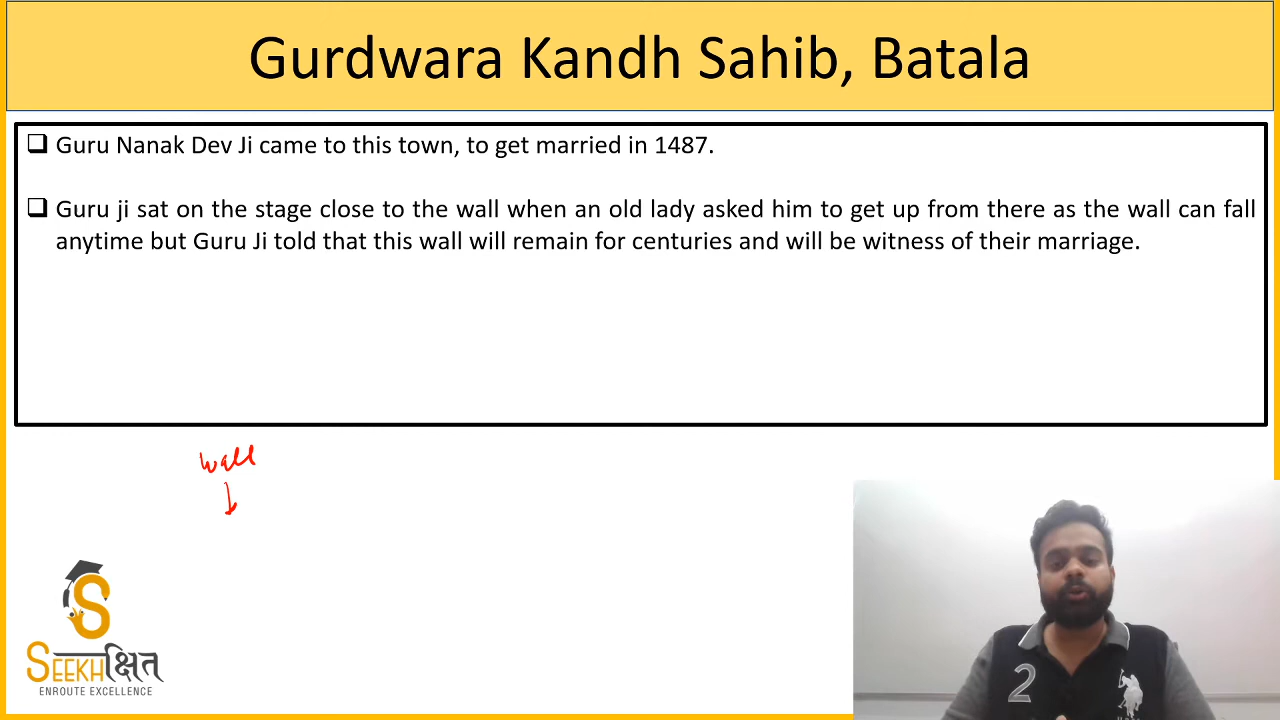 Gurdwara Kandh Sahib, Batala
Guru Nanak Dev Ji came to this town, to get married in 1487.
Guru ji sat on the stage close to the wall when an old lady asked him to get up from there as the wall can fall
anytime but Guru Ji told that this wall will remain for centuries and will be witness of their marriage.
wall
S
SEEKHक्षित
ENROUTE EXCELLENCE
2